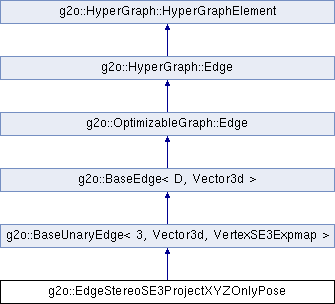 g2o::HyperGraph::HyperGraphElement
g2o::HyperGraph::Edge
g2o::OptimizableGraph::Edge
g2o::BaseEdge< D, Vector3d >
g2o::BaseUnaryEdge< 3, Vector3d, VertexSE3Expmap >
g2o::EdgeStereoSE3ProjectXYZOnlyPose